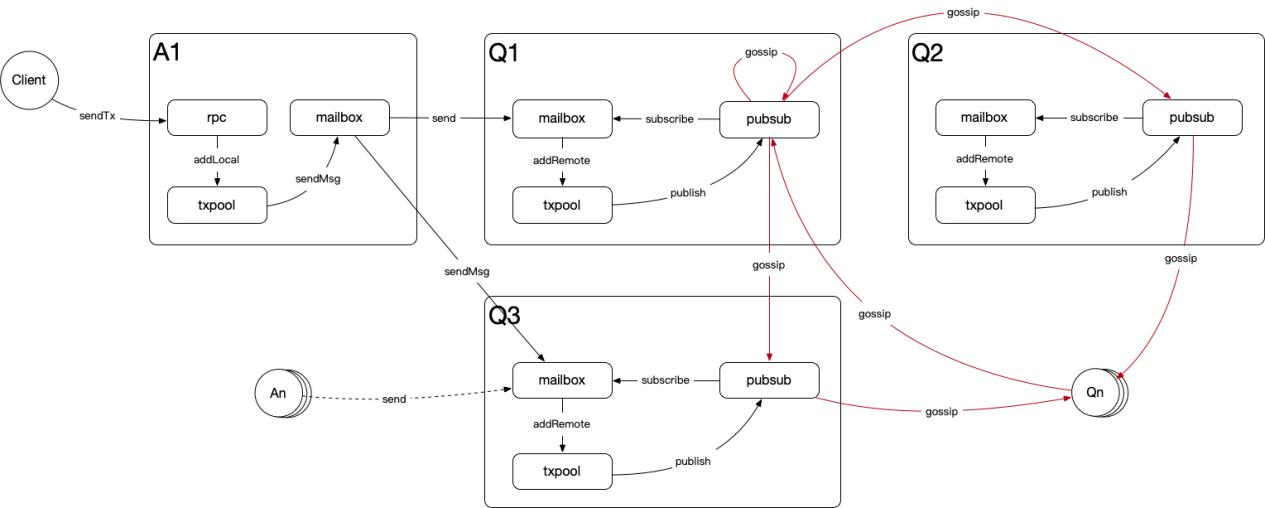 gossip
A1
Q1
Q2
gossip
Client
sendTx
rpc
mailbox
send
mailbox
subscribe
pubsub
mailbox
subscribe
pubsub
addLocal
sendMsg
addRemote
addRemote
txpool
txpool
publish
txpool
publish
sendMsg
gossip
gossip
Q3
gossip
An
send
mailbox
subscribe
pubsub
gossip
Qn
addRemote
txpool
publish